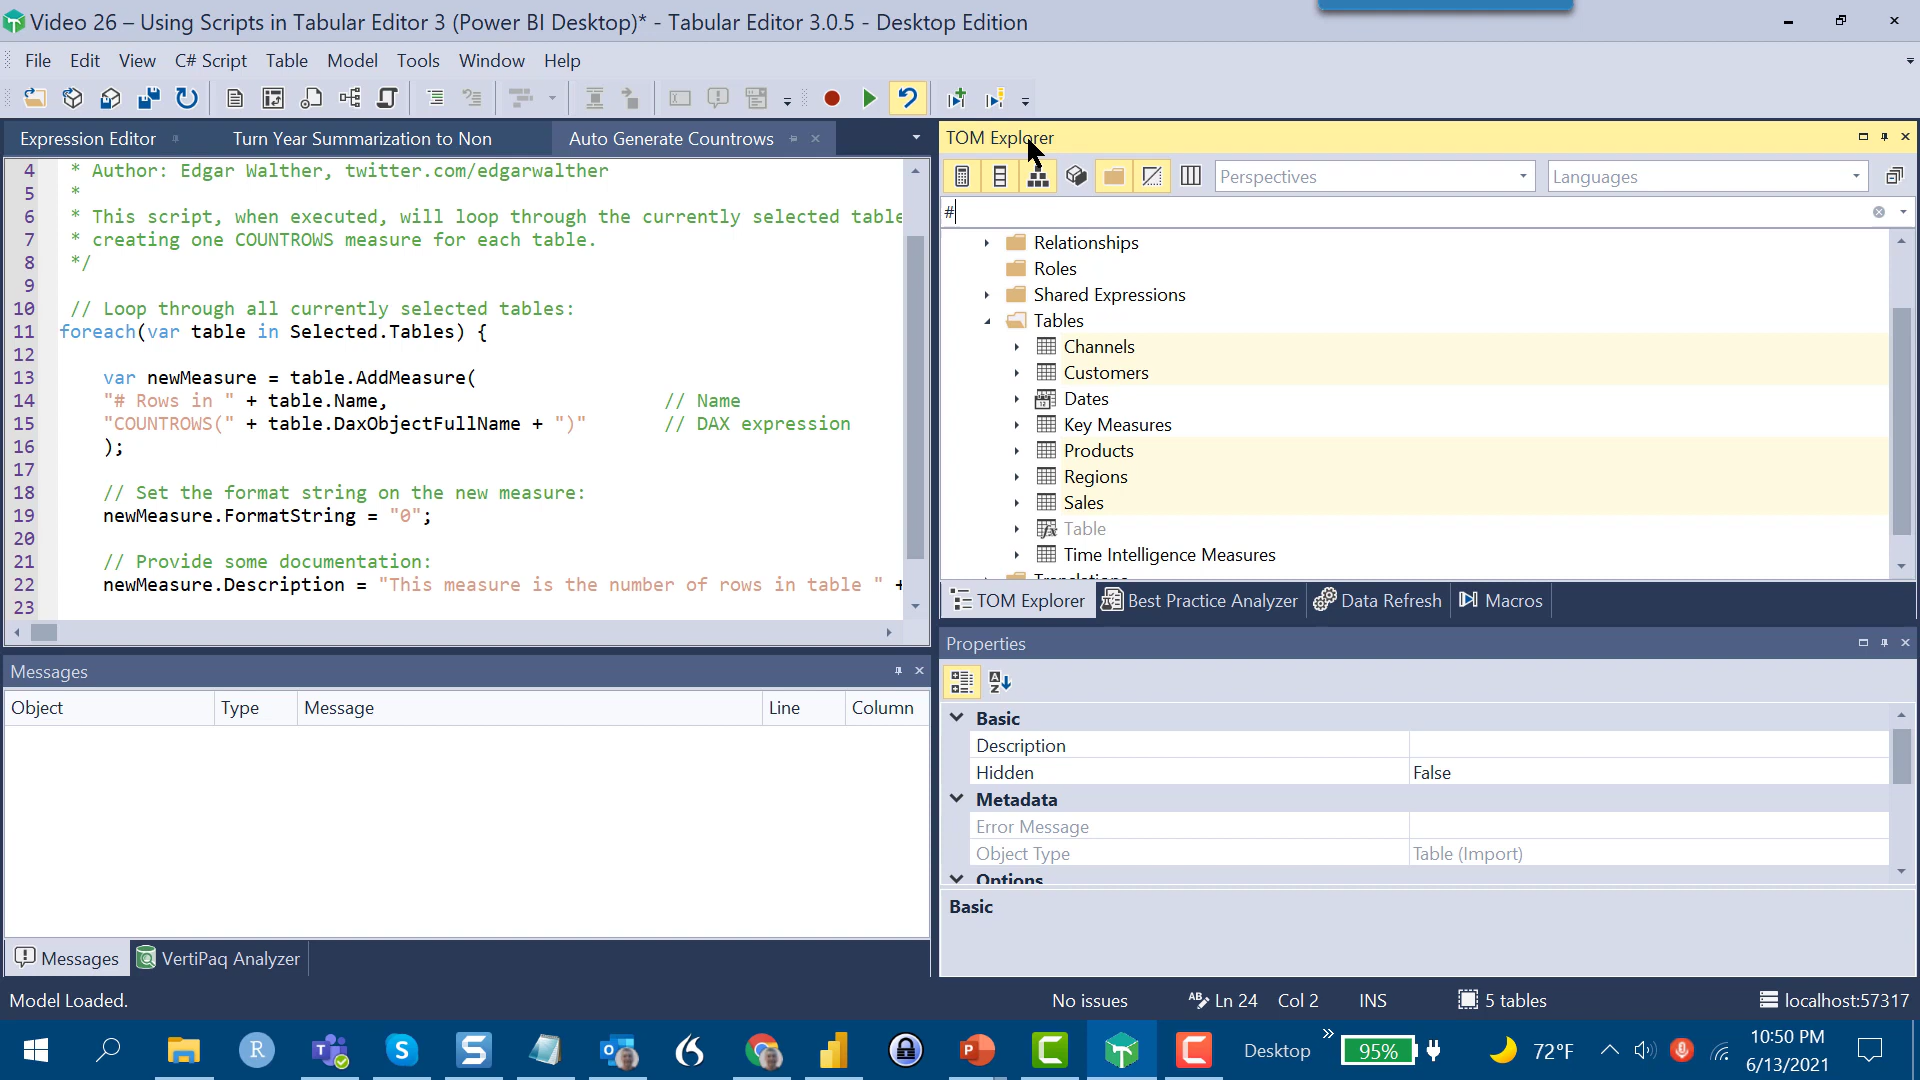 Video 26 – Using Scripts in Tabular Editor 3 (Power BI Desktop)* - Tabular Editor 3.0.5 - Desktop Edition
File Edit View C# Script Table Model Tools Window Help
Expression Editor Turn Year Summarization to Non Auto Generate Countrows
4 * Author: Edgar Walther, twitter.com/edgarwalther
5 *
6 * This script, when executed, will loop through the currently selected table
7 * creating one COUNTROWS measure for each table.
8 */
9
10 // Loop through all currently selected tables:
11 foreach(var table in Selected.Tables) {
12
13 var newMeasure = table.AddMeasure(
14 "# Rows in " + table.Name, // Name
15 "COUNTROWS(" + table.DaxObjectFullName + ")" // DAX expression
16 );
17
18 // Set the format string on the new measure:
19 newMeasure.FormatString = "0";
20
21 // Provide some documentation:
22 newMeasure.Description = "This measure is the number of rows in table " +
23
TOM Explorer
Perspectives Languages
#
Relationships
Roles
Shared Expressions
Tables
Channels
Customers
Dates
Key Measures
Products
Regions
Sales
Table
Time Intelligence Measures
Translations
TOM Explorer Best Practice Analyzer Data Refresh Macros
Messages
Object Type Message Line Column
Messages VertiPaq Analyzer
Properties
Basic
Description
Hidden False
Metadata
Error Message
Object Type Table (Import)
Options
Basic
Model Loaded. No issues Ln 24 Col 2 INS 5 tables localhost:57317
Desktop 95% 72°F
10:50 PM
6/13/2021